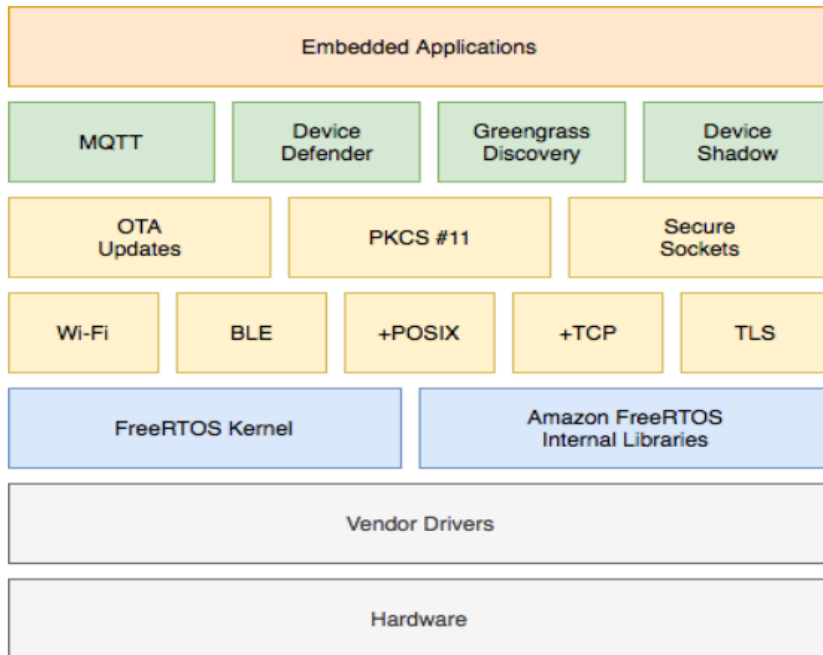 Embedded Applications
MQTT
Device
Defender
Greengrass
Discovery
Device
Shadow
OTA
Updates
PKCS #11
Secure
Sockets
Wi-Fi
BLE
+POSIX
+TCP
TLS
FreeRTOS Kernel
Amazon FreeRTOS
Internal Libraries
Vendor Drivers
Hardware